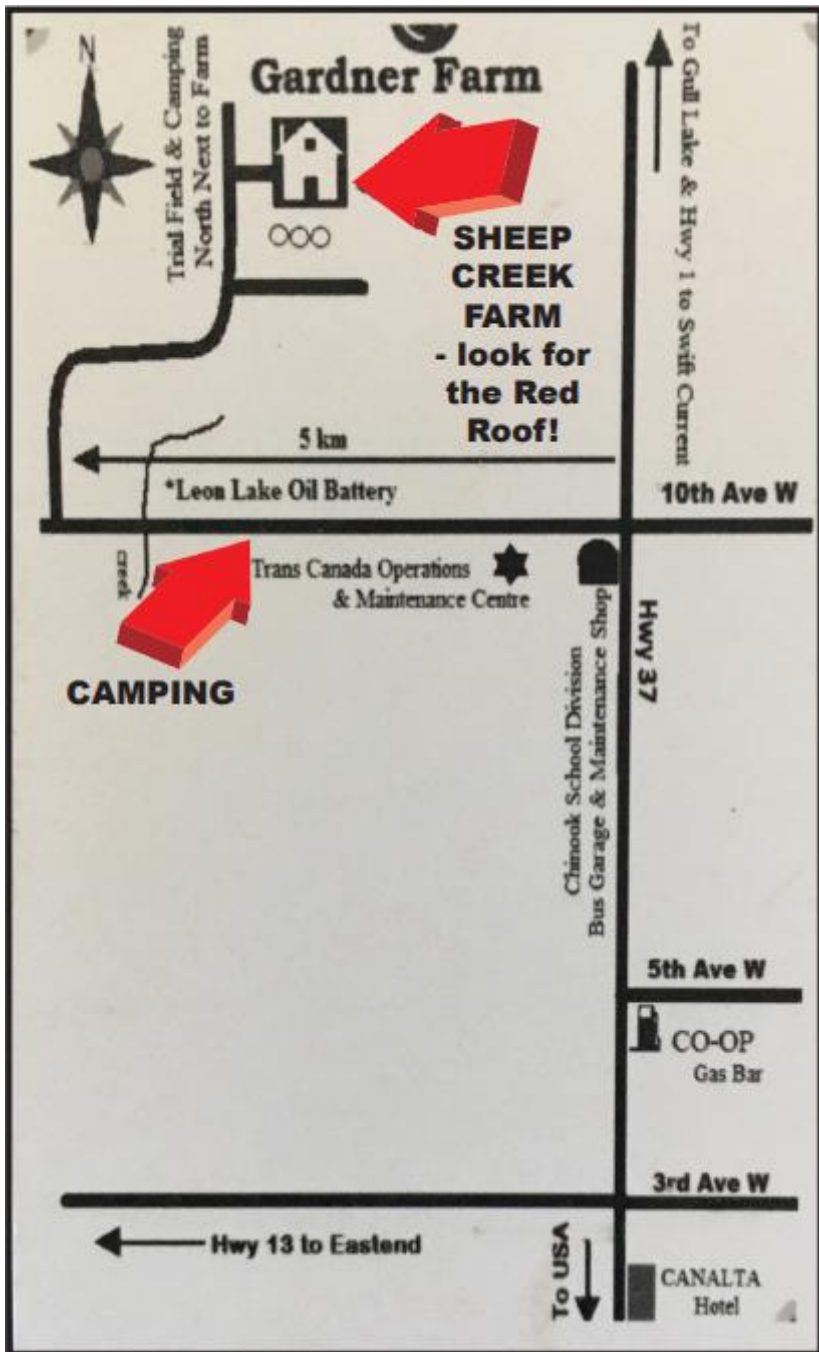 N
Gardner Farm
Trial Field & Camping
North Next to Farm
To Gull Lake & Hwy 1 to Swift Current
SHEEP
CREEK
FARM
- look for
the Red
Roof!
5 km
*Leon Lake Oil Battery
10th Ave W
creek
Trans Canada Operations
& Maintenance Centre
CAMPING
Chinook School Division
Bus Garage & Maintenance Shop
Hwy 37
5th Ave W
CO-OP
Gas Bar
3rd Ave W
Hwy 13 to Eastend
To USA
CANALTA
Hotel